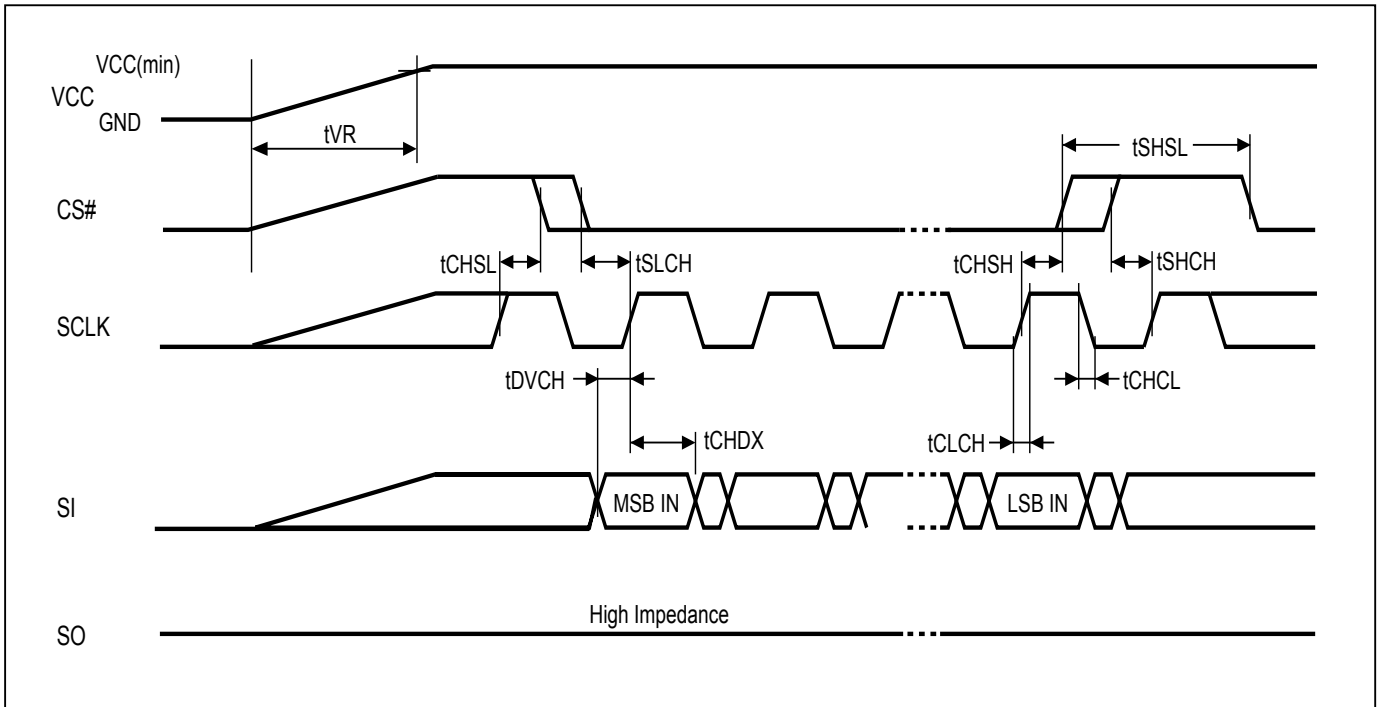 VCC(min)
VCC
GND
tVR
tSHSL
CS#
tCHSL
tSLCH
tCHSH
tSHCH
SCLK
tDVCH
tCHCL
tCHDX
tCLCH
SI
MSB IN
LSB IN
High Impedance
SO